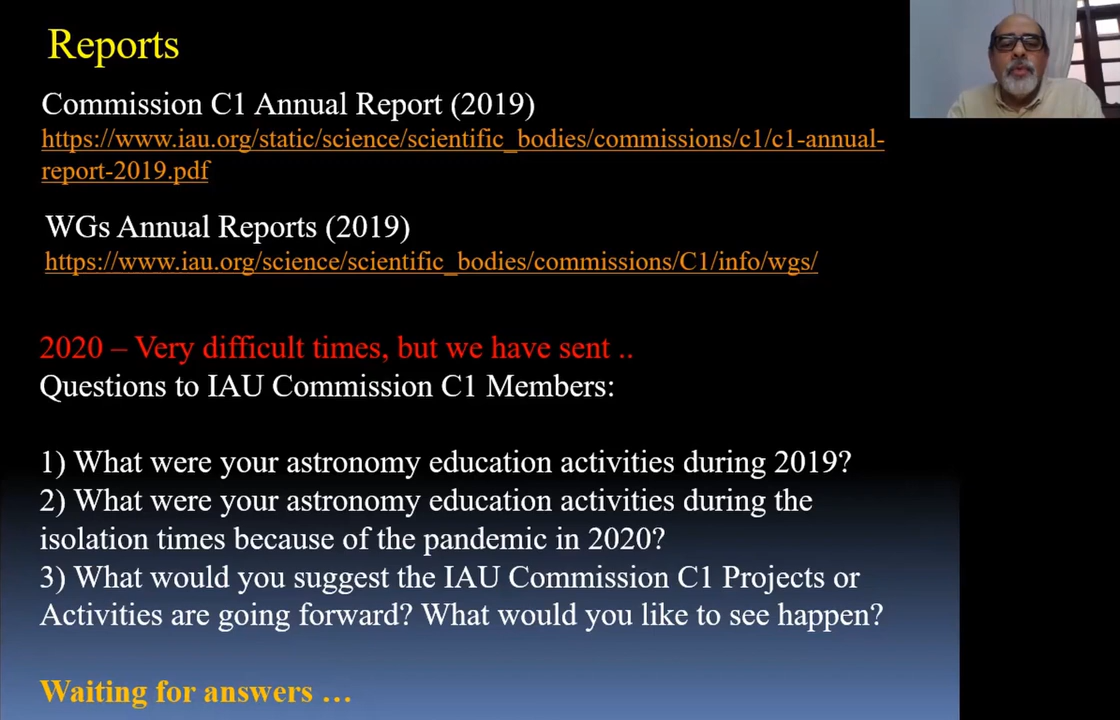 Reports
Commission C1 Annual Report (2019)
https://www.iau.org/static/science/scientific_bodies/commissions/c1/c1-annual-
report-2019.pdf
WGs Annual Reports (2019)
https://www.iau.org/science/scientific_bodies/commissions/C1/info/wgs/
2020 – Very difficult times, but we have sent ..
Questions to IAU Commission C1 Members:
1) What were your astronomy education activities during 2019?
2) What were your astronomy education activities during the
isolation times because of the pandemic in 2020?
3) What would you suggest the IAU Commission C1 Projects or
Activities are going forward? What would you like to see happen?
Waiting for answers …